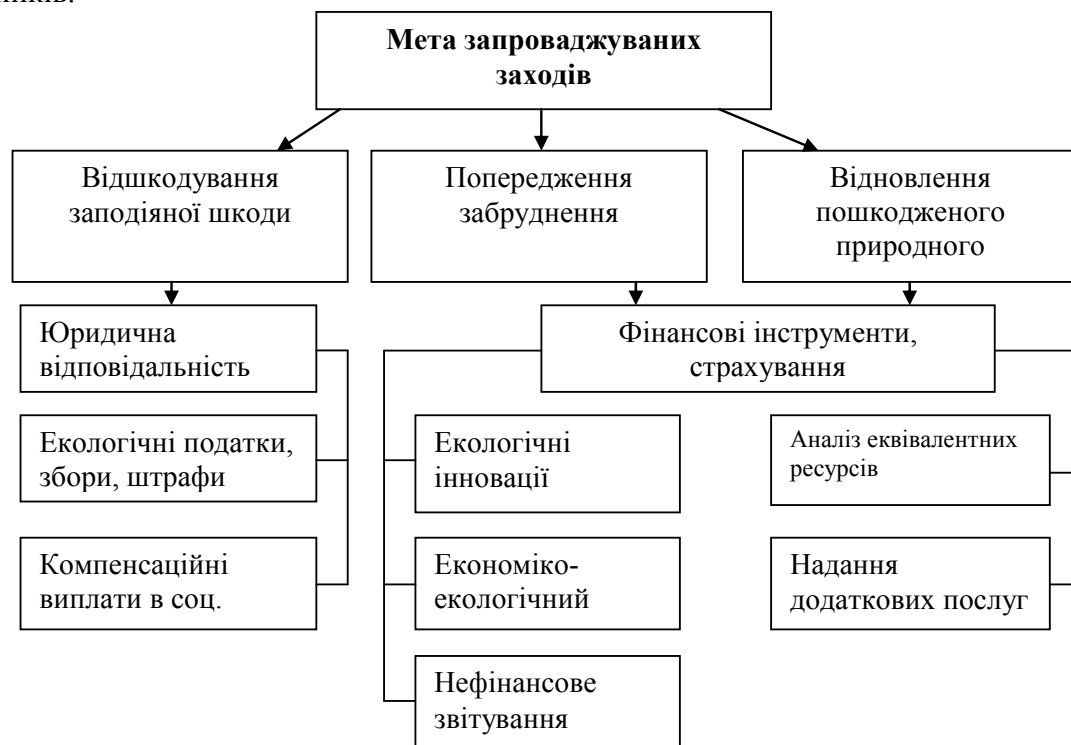 Мета запроваджуваних
заходів
Відшкодування
заподіяної шкоди
Попередження
забруднення
Відновлення
пошкодженого
природного
Юридична
відповідальність
Фінансові інструменти,
страхування
Екологічні податки,
збори, штрафи
Екологічні
інновації
Аналіз еквівалентних
ресурсів
Компенсаційні
виплати в соц.
Економіко-
екологічний
Надання
додаткових послуг
Нефінансове
звітування